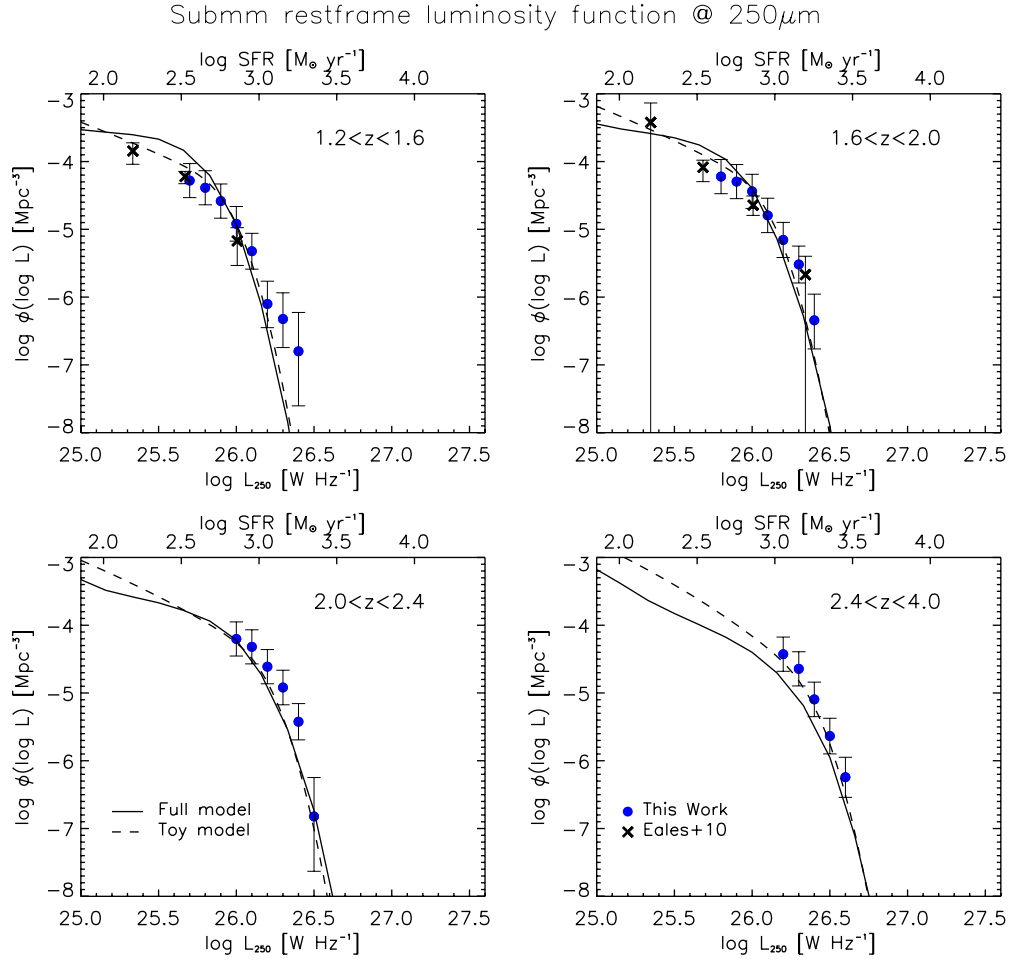 Submm restframe luminosity function @ 250μm
log SFR [M⊙ yr⁻¹]
2.0 2.5 3.0 3.5 4.0
1.2<z<1.6
log ϕ(log L) [Mpc⁻³]
−3
−4
−5
−6
−7
−8
25.0 25.5 26.0 26.5 27.0 27.5
log L₂₅₀ [W Hz⁻¹]
log SFR [M⊙ yr⁻¹]
2.0 2.5 3.0 3.5 4.0
1.6<z<2.0
log ϕ(log L) [Mpc⁻³]
−3
−4
−5
−6
−7
−8
25.0 25.5 26.0 26.5 27.0 27.5
log L₂₅₀ [W Hz⁻¹]
log SFR [M⊙ yr⁻¹]
2.0 2.5 3.0 3.5 4.0
2.0<z<2.4
log ϕ(log L) [Mpc⁻³]
−3
−4
−5
−6
−7
−8
Full model
Toy model
25.0 25.5 26.0 26.5 27.0 27.5
log L₂₅₀ [W Hz⁻¹]
log SFR [M⊙ yr⁻¹]
2.0 2.5 3.0 3.5 4.0
2.4<z<4.0
log ϕ(log L) [Mpc⁻³]
−3
−4
−5
−6
−7
−8
This Work
Eales+10
25.0 25.5 26.0 26.5 27.0 27.5
log L₂₅₀ [W Hz⁻¹]